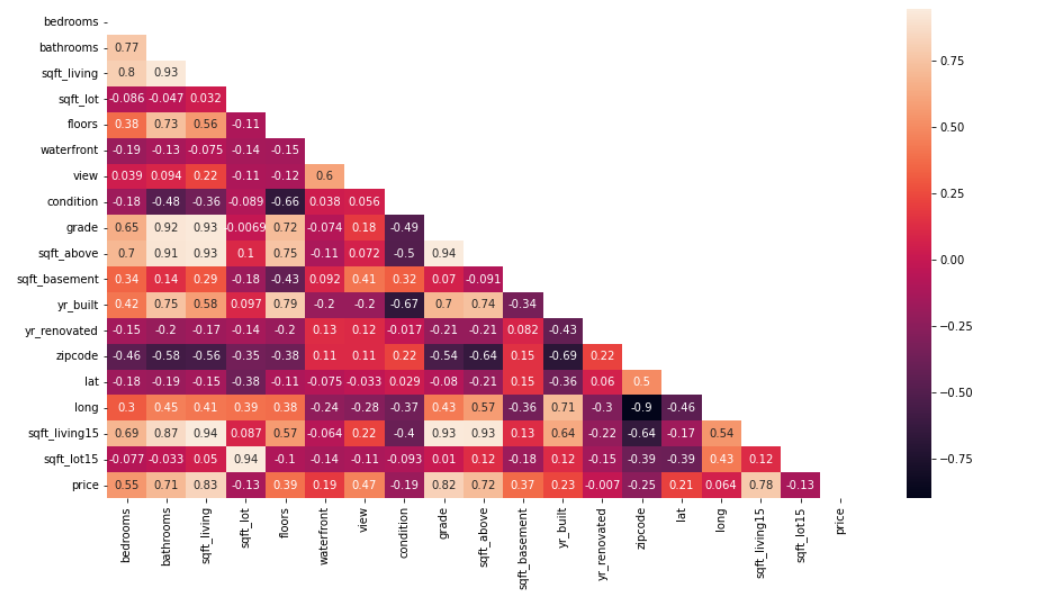 bedrooms
bathrooms 0.77
sqft_living 0.8 0.93
sqft_lot -0.086 -0.047 0.032
floors 0.38 0.73 0.56 -0.11
waterfront -0.19 -0.13 -0.075 -0.14 -0.15
view 0.039 0.094 0.22 -0.11 -0.12 0.6
condition -0.18 -0.48 -0.36 -0.089 -0.66 0.038 0.056
grade 0.65 0.92 0.93 -0.0069 0.72 -0.074 0.18 -0.49
sqft_above 0.7 0.91 0.93 0.1 0.75 -0.11 0.072 -0.5 0.94
sqft_basement 0.34 0.14 0.29 -0.18 -0.43 0.092 0.41 0.32 0.07 -0.091
yr_built 0.42 0.75 0.58 0.097 0.79 -0.2 -0.2 -0.67 0.7 0.74 -0.34
yr_renovated -0.15 -0.2 -0.17 -0.14 -0.2 0.13 0.12 -0.017 -0.21 -0.21 0.082 -0.43
zipcode -0.46 -0.58 -0.56 -0.35 -0.38 0.11 0.11 0.22 -0.54 -0.64 0.15 -0.69 0.22
lat -0.18 -0.19 -0.15 -0.38 -0.11 -0.075 -0.033 0.029 -0.08 -0.21 0.15 -0.36 0.06 0.5
long 0.3 0.45 0.41 0.39 0.38 -0.24 -0.28 -0.37 0.43 0.57 -0.36 0.71 -0.3 -0.9 -0.46
sqft_living15 0.69 0.87 0.94 0.087 0.57 -0.064 0.22 -0.4 0.93 0.93 0.13 0.64 -0.22 -0.64 -0.17 0.54
sqft_lot15 -0.077 -0.033 0.05 0.94 -0.1 -0.14 -0.11 -0.093 0.01 0.12 -0.18 0.12 -0.15 -0.39 -0.39 0.43 0.12
price 0.55 0.71 0.83 -0.13 0.39 0.19 0.47 -0.19 0.82 0.72 0.37 0.23 -0.007 -0.25 0.21 0.064 0.78 -0.13
bedrooms
bathrooms
sqft_living
sqft_lot
floors
waterfront
view
condition
grade
sqft_above
sqft_basement
yr_built
yr_renovated
zipcode
lat
long
sqft_living15
sqft_lot15
price
0.75
0.50
0.25
0.00
-0.25
-0.50
-0.75